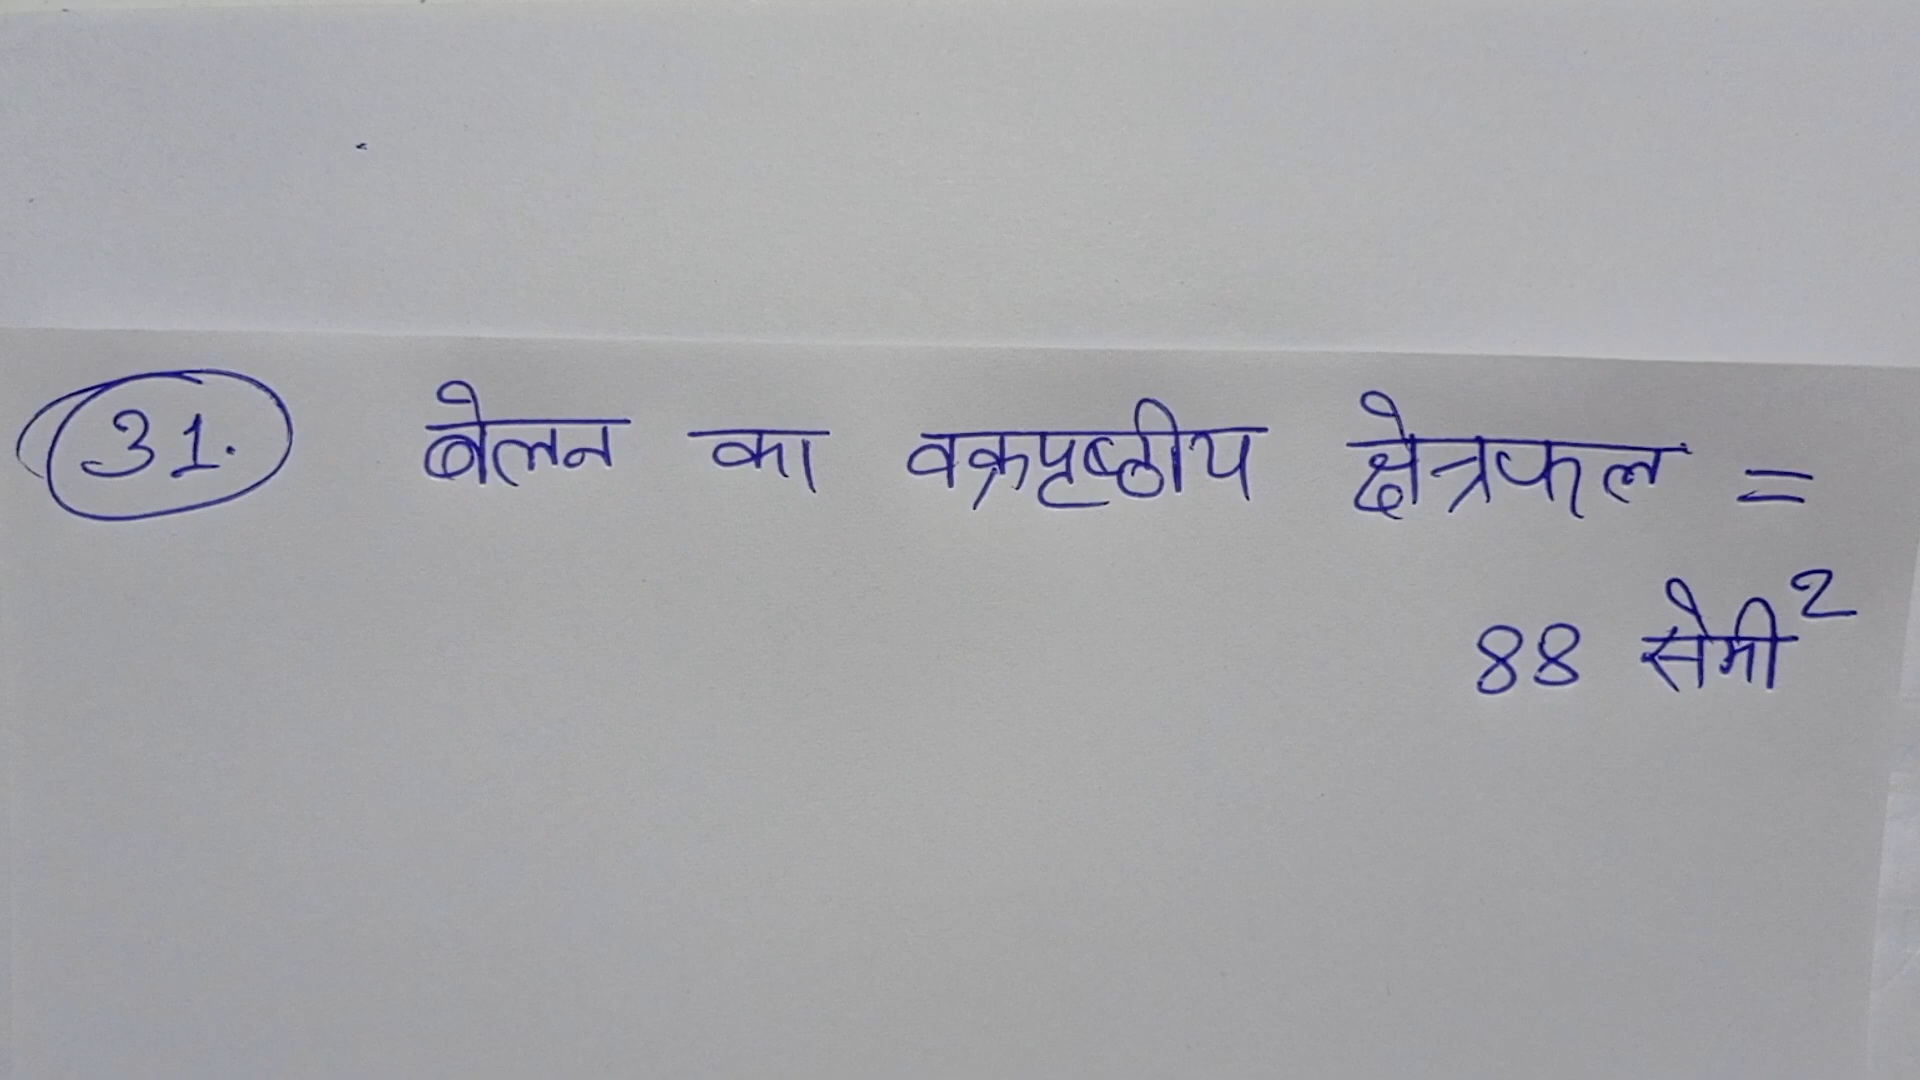 31. बेलन का वक्रपृष्ठीय क्षेत्रफल =
88 सेमी²